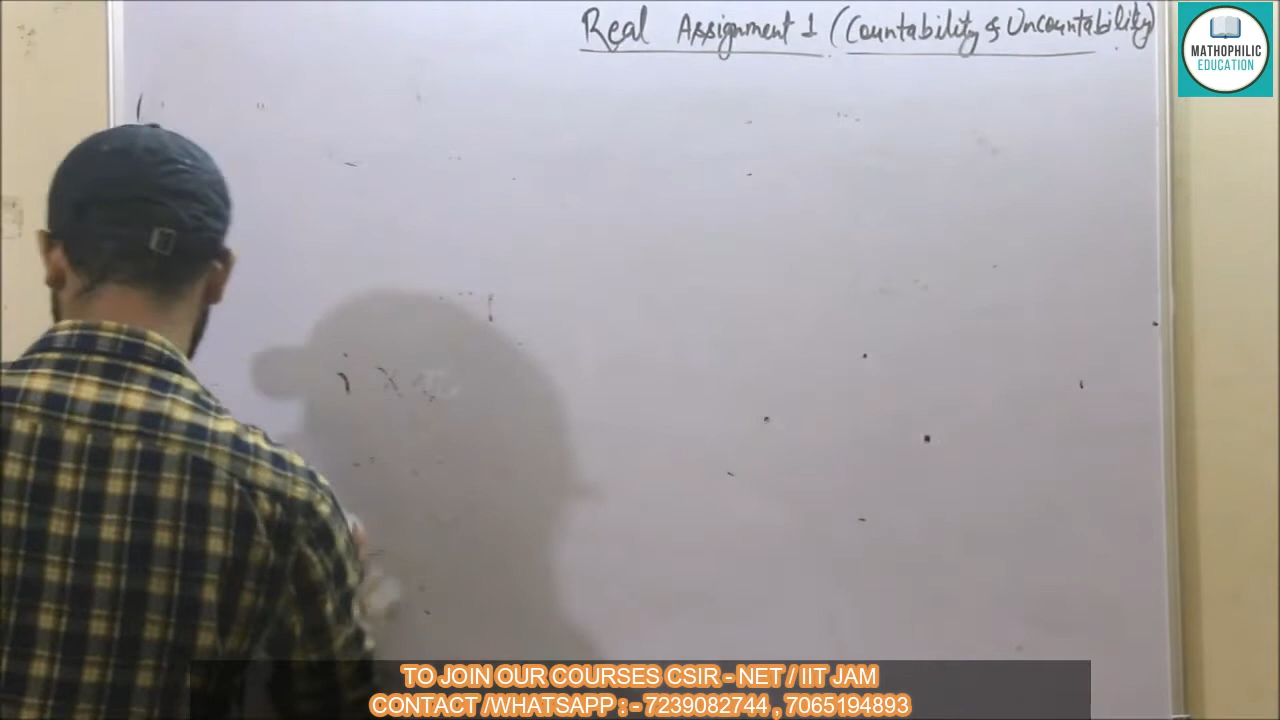 Real Assignment 1 (Countability & Uncountability)
MATHOPHILIC
EDUCATION
TO JOIN OUR COURSES CSIR - NET / IIT JAM
CONTACT /WHATSAPP : - 7239082744 , 7065194893